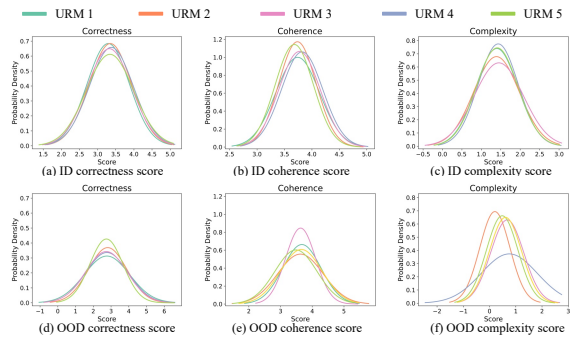 URM 1 URM 2 URM 3 URM 4 URM 5
Correctness Coherence Complexity
Probability Density
0.7
0.6
0.5
0.4
0.3
0.2
0.1
0.0
1.5 2.0 2.5 3.0 3.5 4.0 4.5 5.0
Score
(a) ID correctness score
Probability Density
1.2
1.0
0.8
0.6
0.4
0.2
0.0
2.5 3.0 3.5 4.0 4.5 5.0
Score
(b) ID coherence score
Probability Density
0.8
0.7
0.6
0.5
0.4
0.3
0.2
0.1
0.0
-0.5 0.0 0.5 1.0 1.5 2.0 2.5 3.0
Score
(c) ID complexity score
Correctness Coherence Complexity
Probability Density
0.7
0.6
0.5
0.4
0.3
0.2
0.1
0.0
−1 0 1 2 3 4 5 6
Score
(d) OOD correctness score
Probability Density
1.2
1.0
0.8
0.6
0.4
0.2
0.0
2 3 4 5
Score
(e) OOD coherence score
Probability Density
0.8
0.7
0.6
0.5
0.4
0.3
0.2
0.1
0.0
−2 −1 0 1 2 3
Score
(f) OOD complexity score